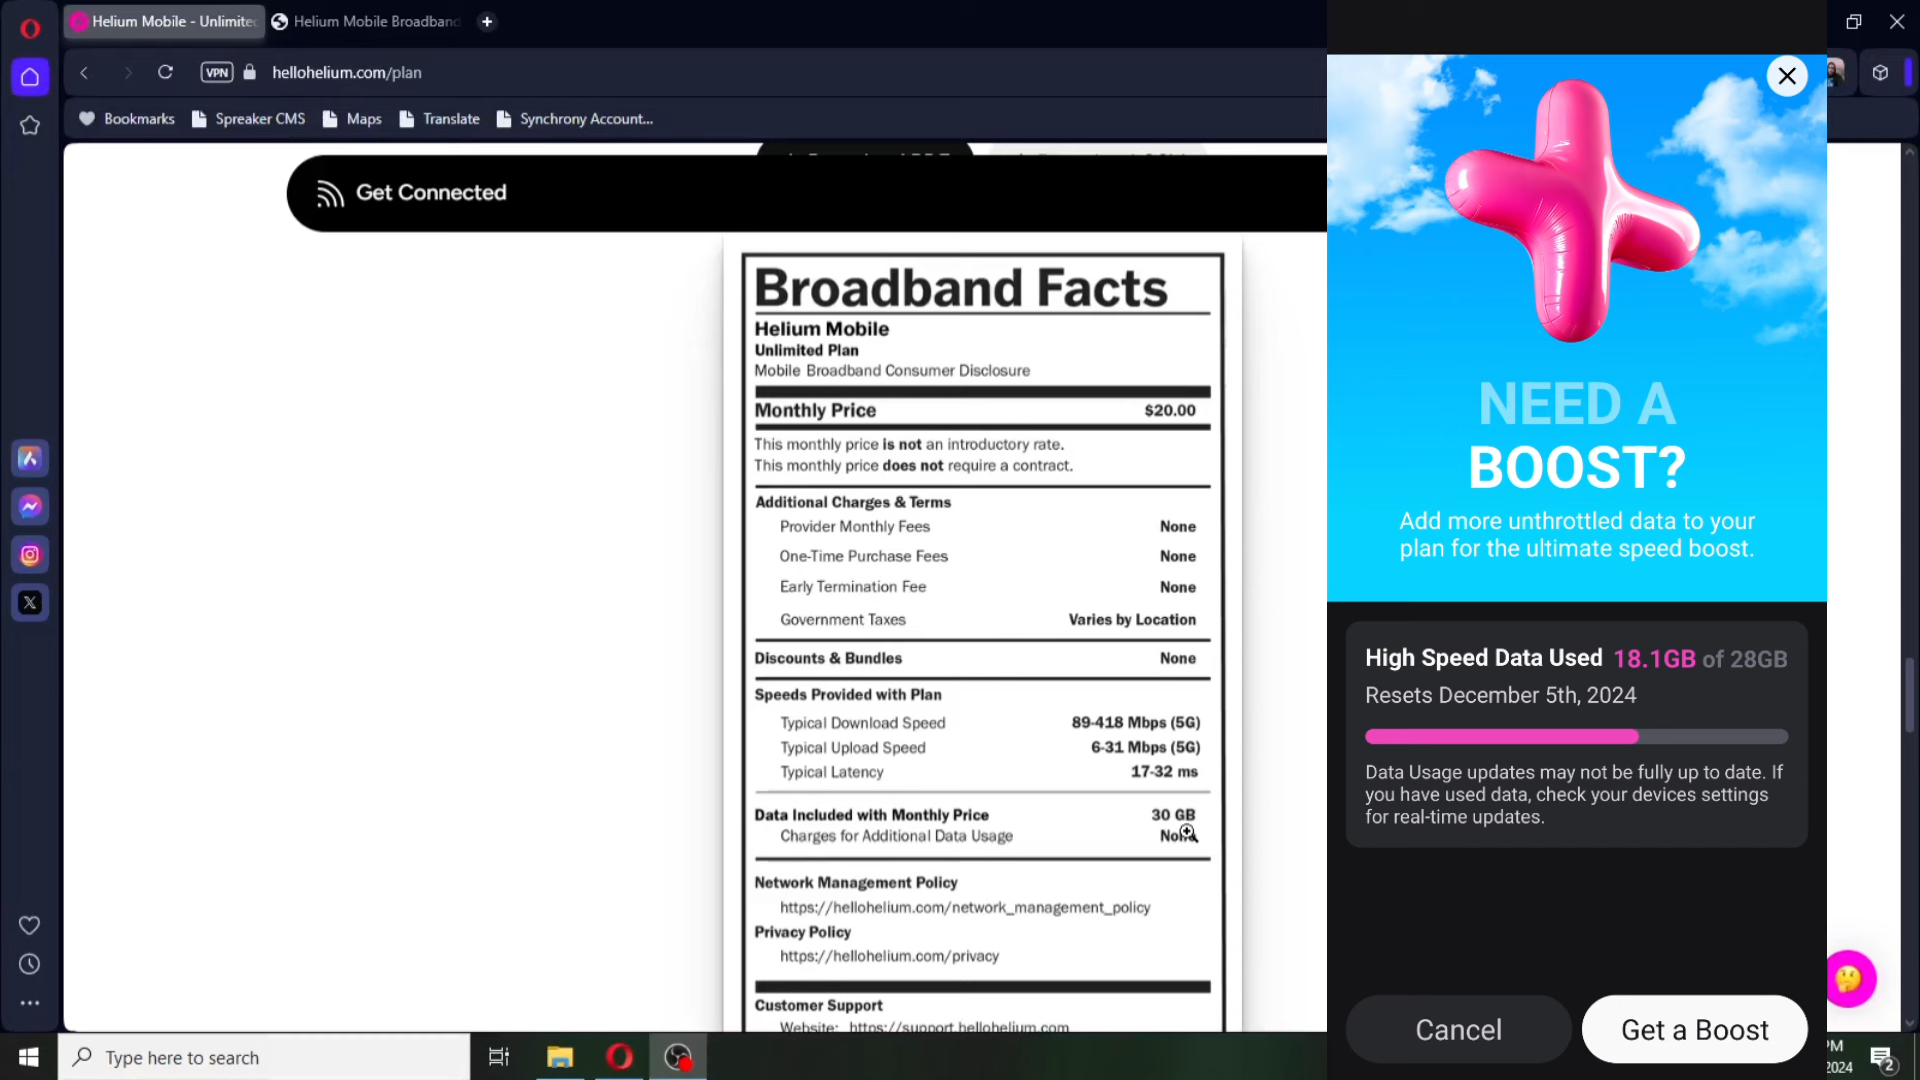 Helium Mobile - Unlimited
Helium Mobile Broadband
VPN
hellohelium.com/plan
Bookmarks
Spreaker CMS
Maps
Translate
Synchrony Account...
Get Connected
Broadband Facts
Helium Mobile
Unlimited Plan
Mobile Broadband Consumer Disclosure
Monthly Price $20.00
This monthly price is not an introductory rate.
This monthly price does not require a contract.
Additional Charges & Terms
Provider Monthly Fees None
One-Time Purchase Fees None
Early Termination Fee None
Government Taxes Varies by Location
Discounts & Bundles None
Speeds Provided with Plan
Typical Download Speed 89-418 Mbps (5G)
Typical Upload Speed 6-31 Mbps (5G)
Typical Latency 17-32 ms
Data Included with Monthly Price 30 GB
Charges for Additional Data Usage None
Network Management Policy
https://hellohelium.com/network_management_policy
Privacy Policy
https://hellohelium.com/privacy
Customer Support
Website: https://support.hellohelium.com
NEED A
BOOST?
Add more unthrottled data to your
plan for the ultimate speed boost.
High Speed Data Used 18.1GB of 28GB
Resets December 5th, 2024
Data Usage updates may not be fully up to date. If
you have used data, check your devices settings
for real-time updates.
Cancel
Get a Boost
Type here to search
PM
2024
2